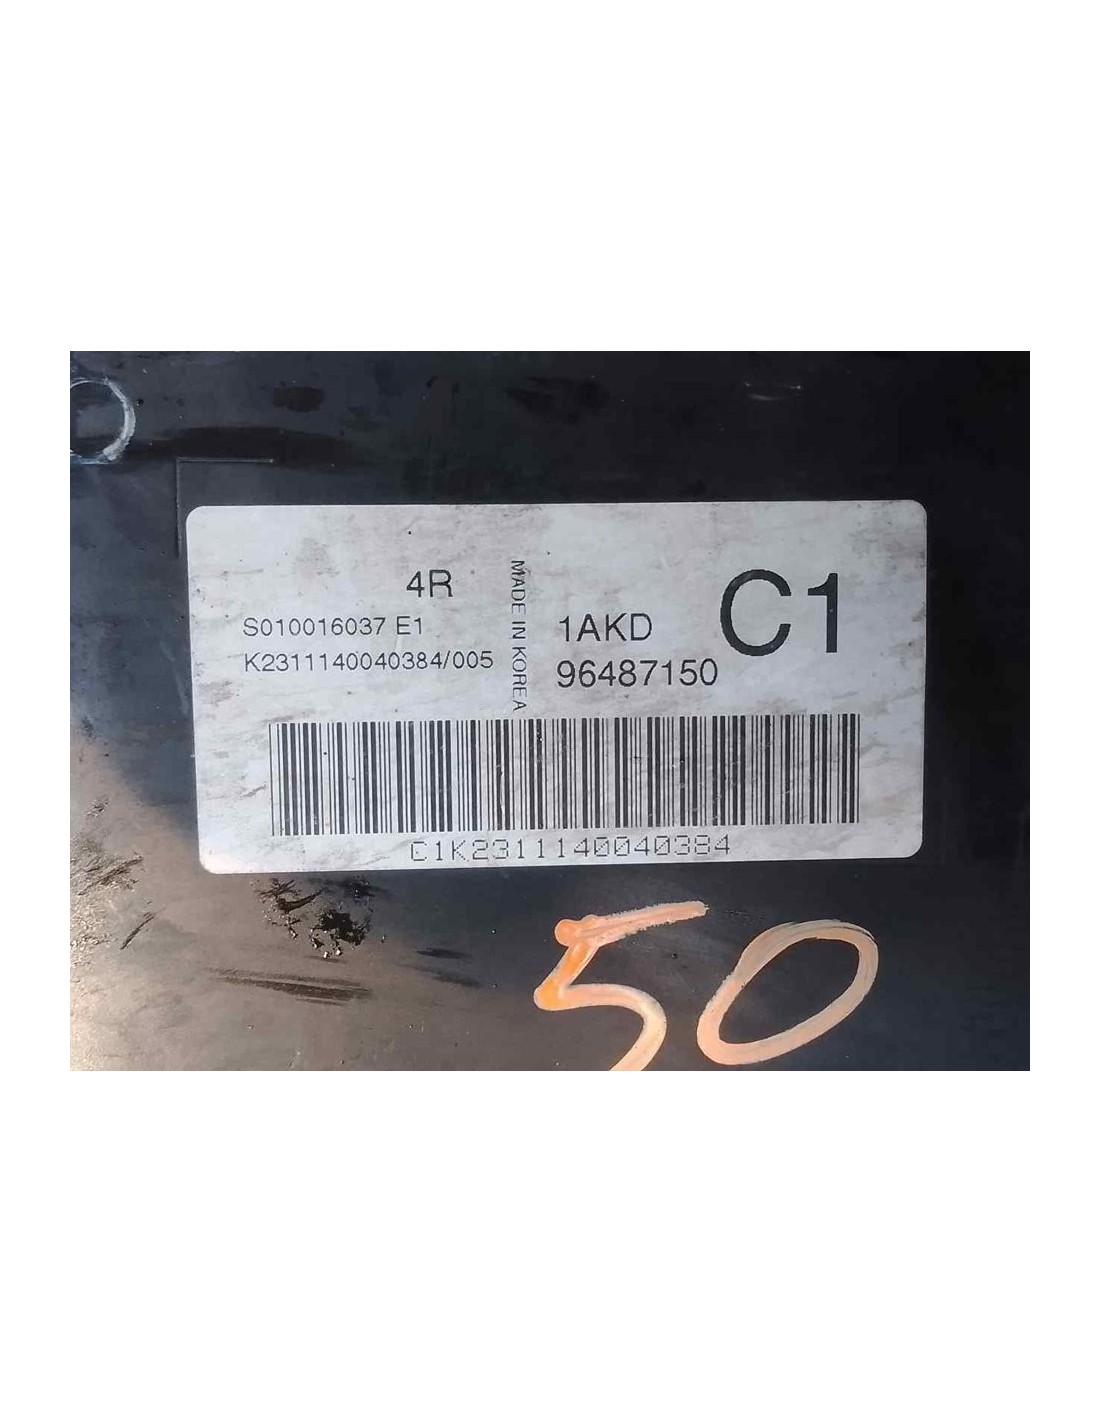 4R
S010016037 E1
K2311140040384/005
MADE IN KOREA
1AKD
96487150
C1
C1K2311140040384
50